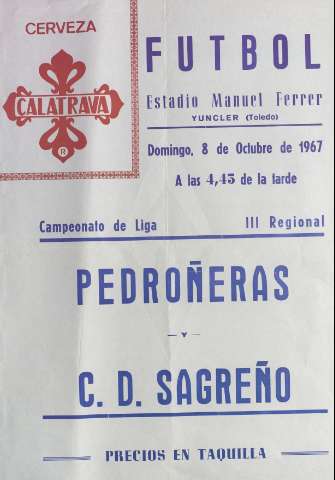 CERVEZA
CALATRAVA
R
FUTBOL
Estadio Manuel Ferrer
YUNCLER (Toledo)
Domingo, 8 de Octubre de 1967
A las 4,45 de la tarde
Campeonato de Liga III Regional
PEDROÑERAS
- Y -
C. D. SAGREÑO
PRECIOS EN TAQUILLA